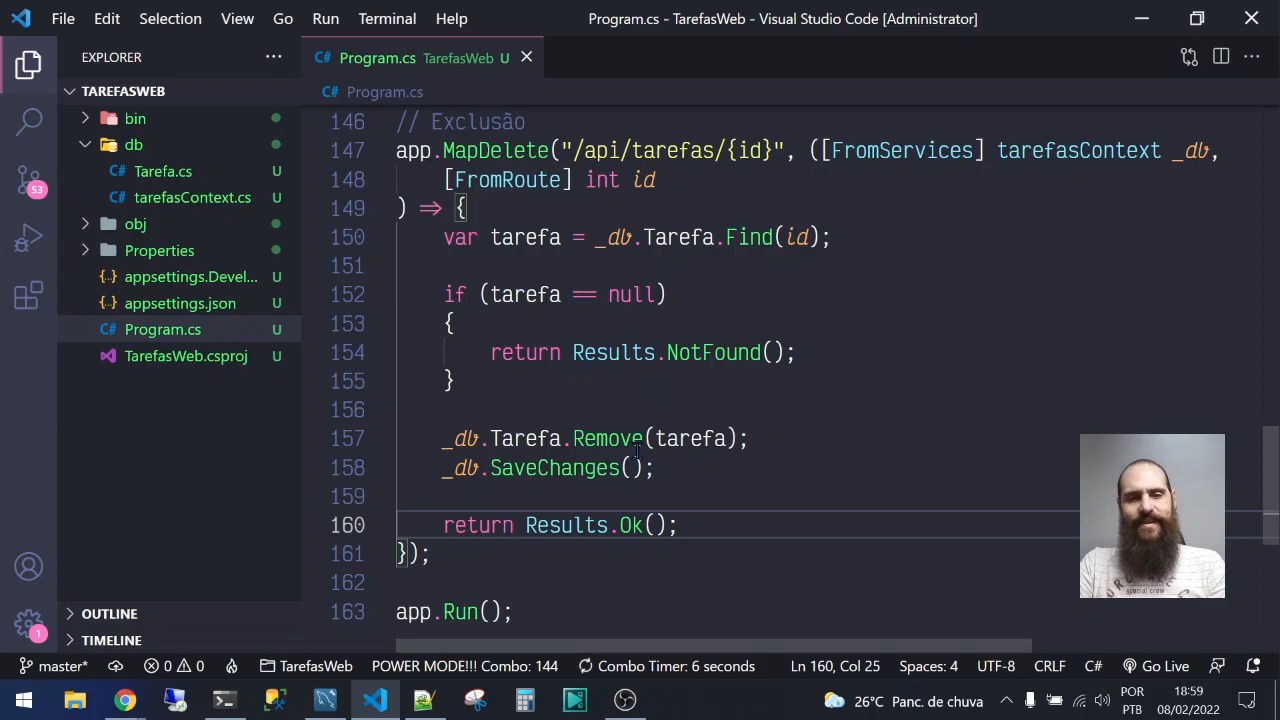 File Edit Selection View Go Run Terminal Help Program.cs - TarefasWeb - Visual Studio Code [Administrator]
EXPLORER ···
TAREFASWEB
bin
db
Tarefa.cs U
tarefasContext.cs U
obj
Properties
appsettings.Devel... U
appsettings.json U
Program.cs U
TarefasWeb.csproj U
OUTLINE
TIMELINE
53
1
C# Program.cs TarefasWeb U
C# Program.cs
146 // Exclusão
147 app.MapDelete("/api/tarefas/{id}", ([FromServices] tarefasContext _db,
148 [FromRoute] int id
149 ) => {
150 var tarefa = _db.Tarefa.Find(id);
151
152 if (tarefa == null)
153 {
154 return Results.NotFound();
155 }
156
157 _db.Tarefa.Remove(tarefa);
158 _db.SaveChanges();
159
160 return Results.Ok();
161 });
162
163 app.Run();
master* 0 0 TarefasWeb POWER MODE!!! Combo: 144 Combo Timer: 6 seconds Ln 160, Col 25 Spaces: 4 UTF-8 CRLF C# Go Live
26°C Panc. de chuva POR PTB 18:59 08/02/2022